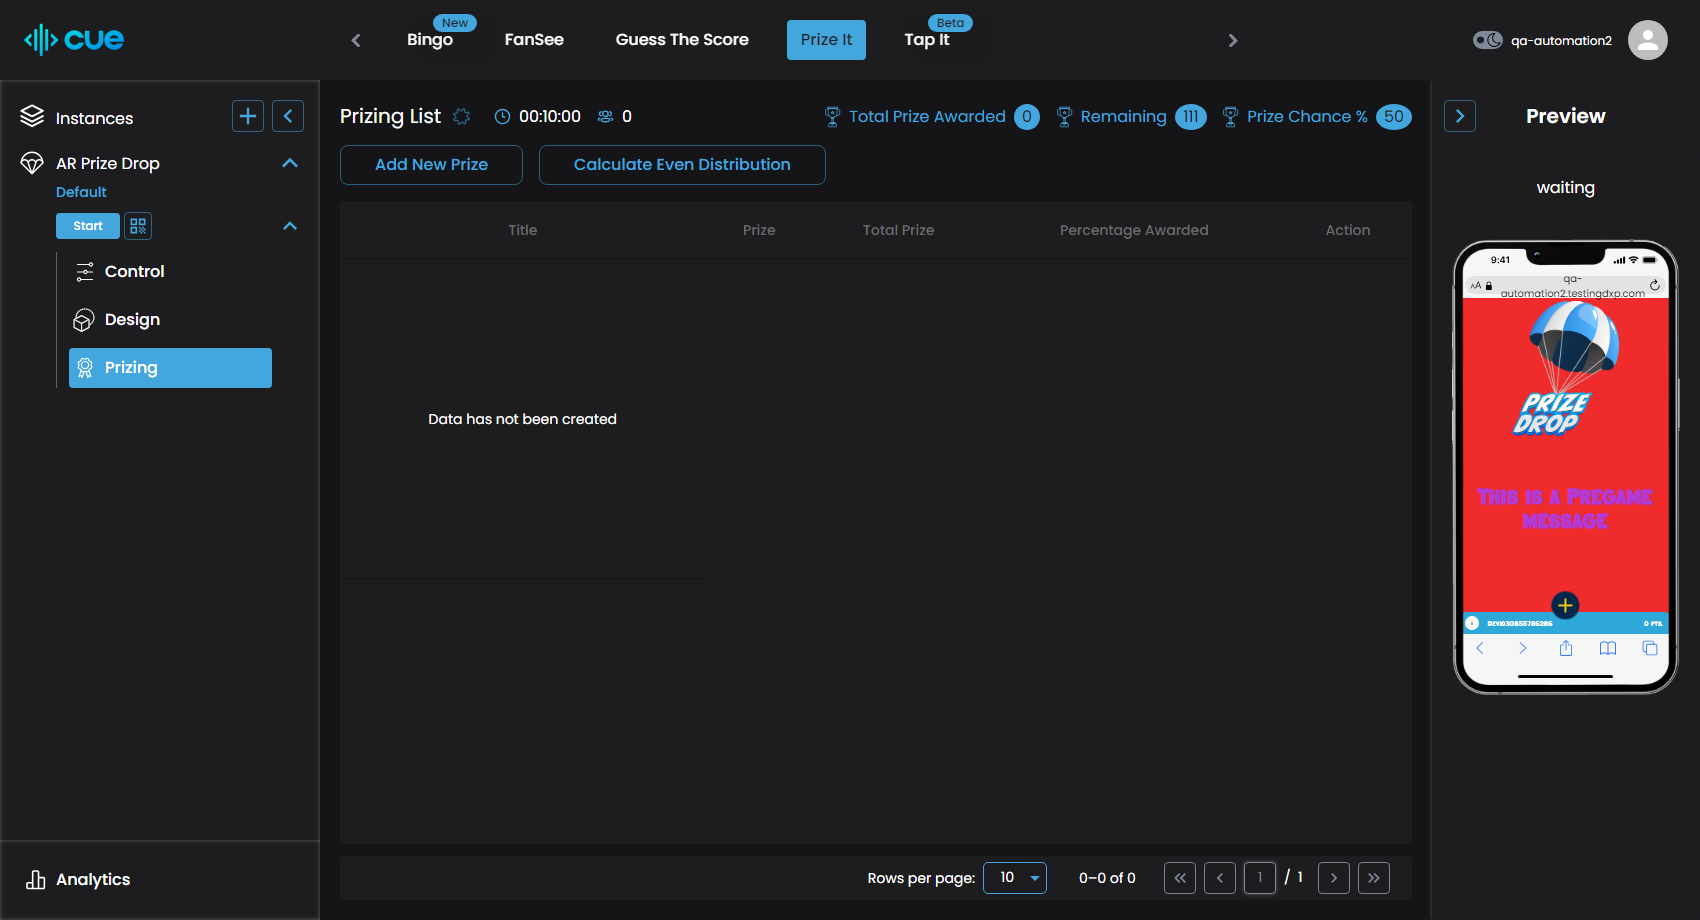 cue
New
Bingo
FanSee
Guess The Score
Prize It
Beta
Tap It
qa-automation2
Instances
AR Prize Drop
Default
Start
Control
Design
Prizing
Analytics
Prizing List
00:10:00
0
Total Prize Awarded 0
Remaining 111
Prize Chance % 50
Add New Prize
Calculate Even Distribution
Title
Prize
Total Prize
Percentage Awarded
Action
Data has not been created
Rows per page: 10
0–0 of 0
1 / 1
Preview
waiting
9:41
AA
qa-
automation2.testingdxp.com
PRIZE
DROP
This is a Pregame
message
DEVID30855786286
0 PTS.